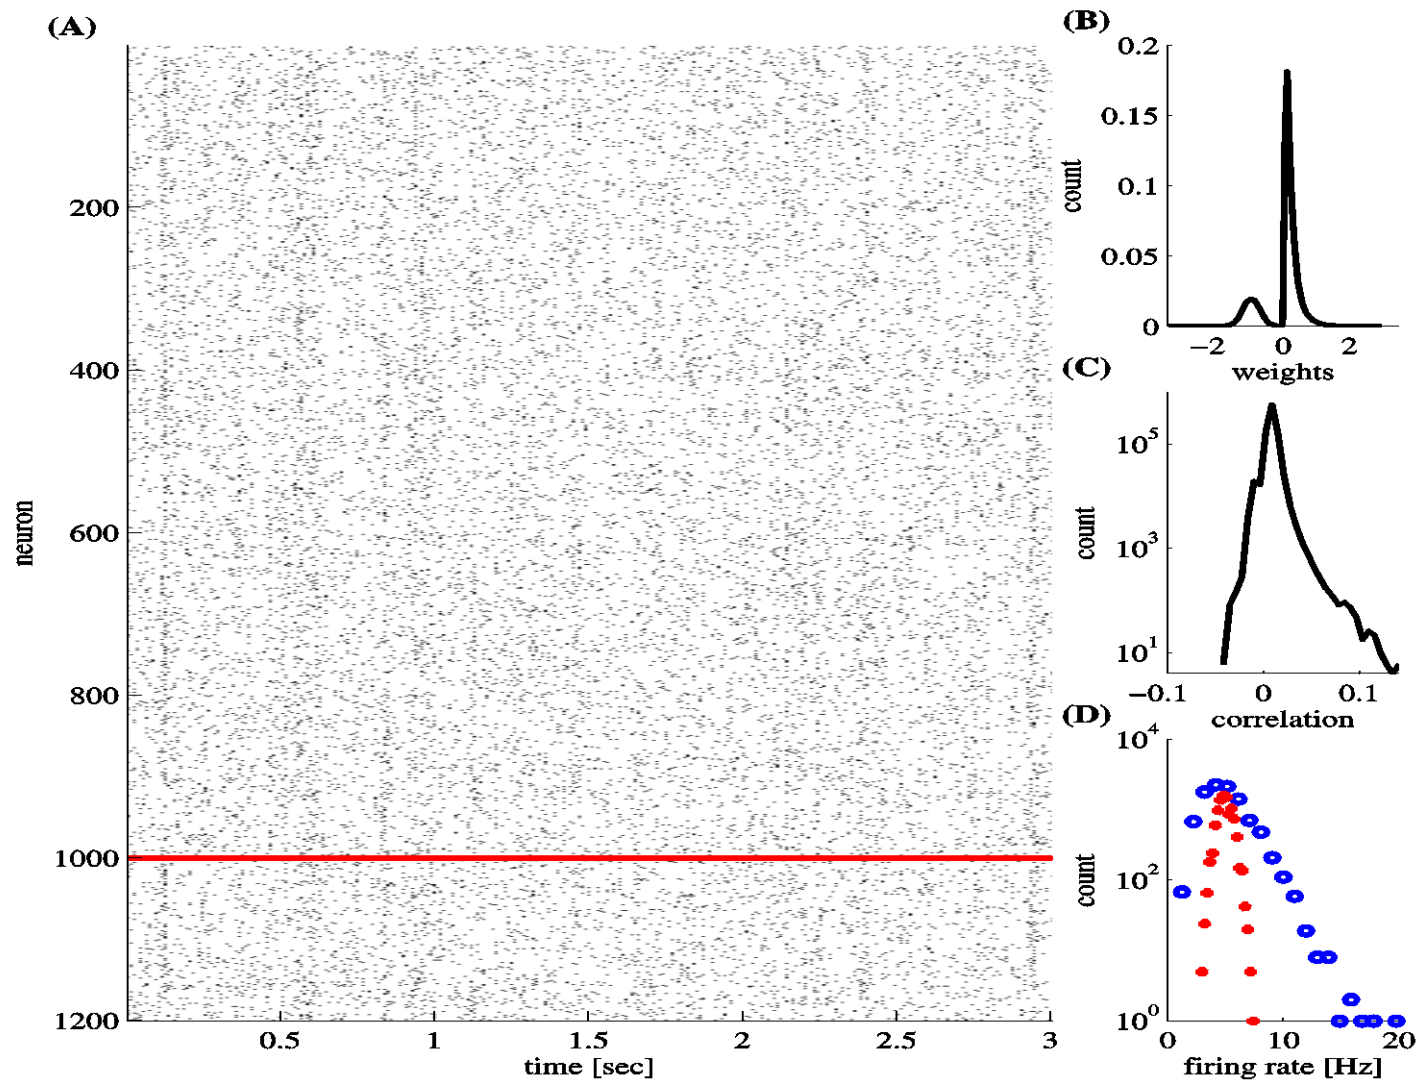 (A)
neuron
200
400
600
800
1000
1200
0.5
1
1.5
2
2.5
3
time [sec]
(B)
count
0.2
0.15
0.1
0.05
0
−2
0
2
weights
(C)
count
10^5
10^3
10^1
−0.1
0
0.1
correlation
(D)
count
10^4
10^2
10^0
0
10
20
firing rate [Hz]